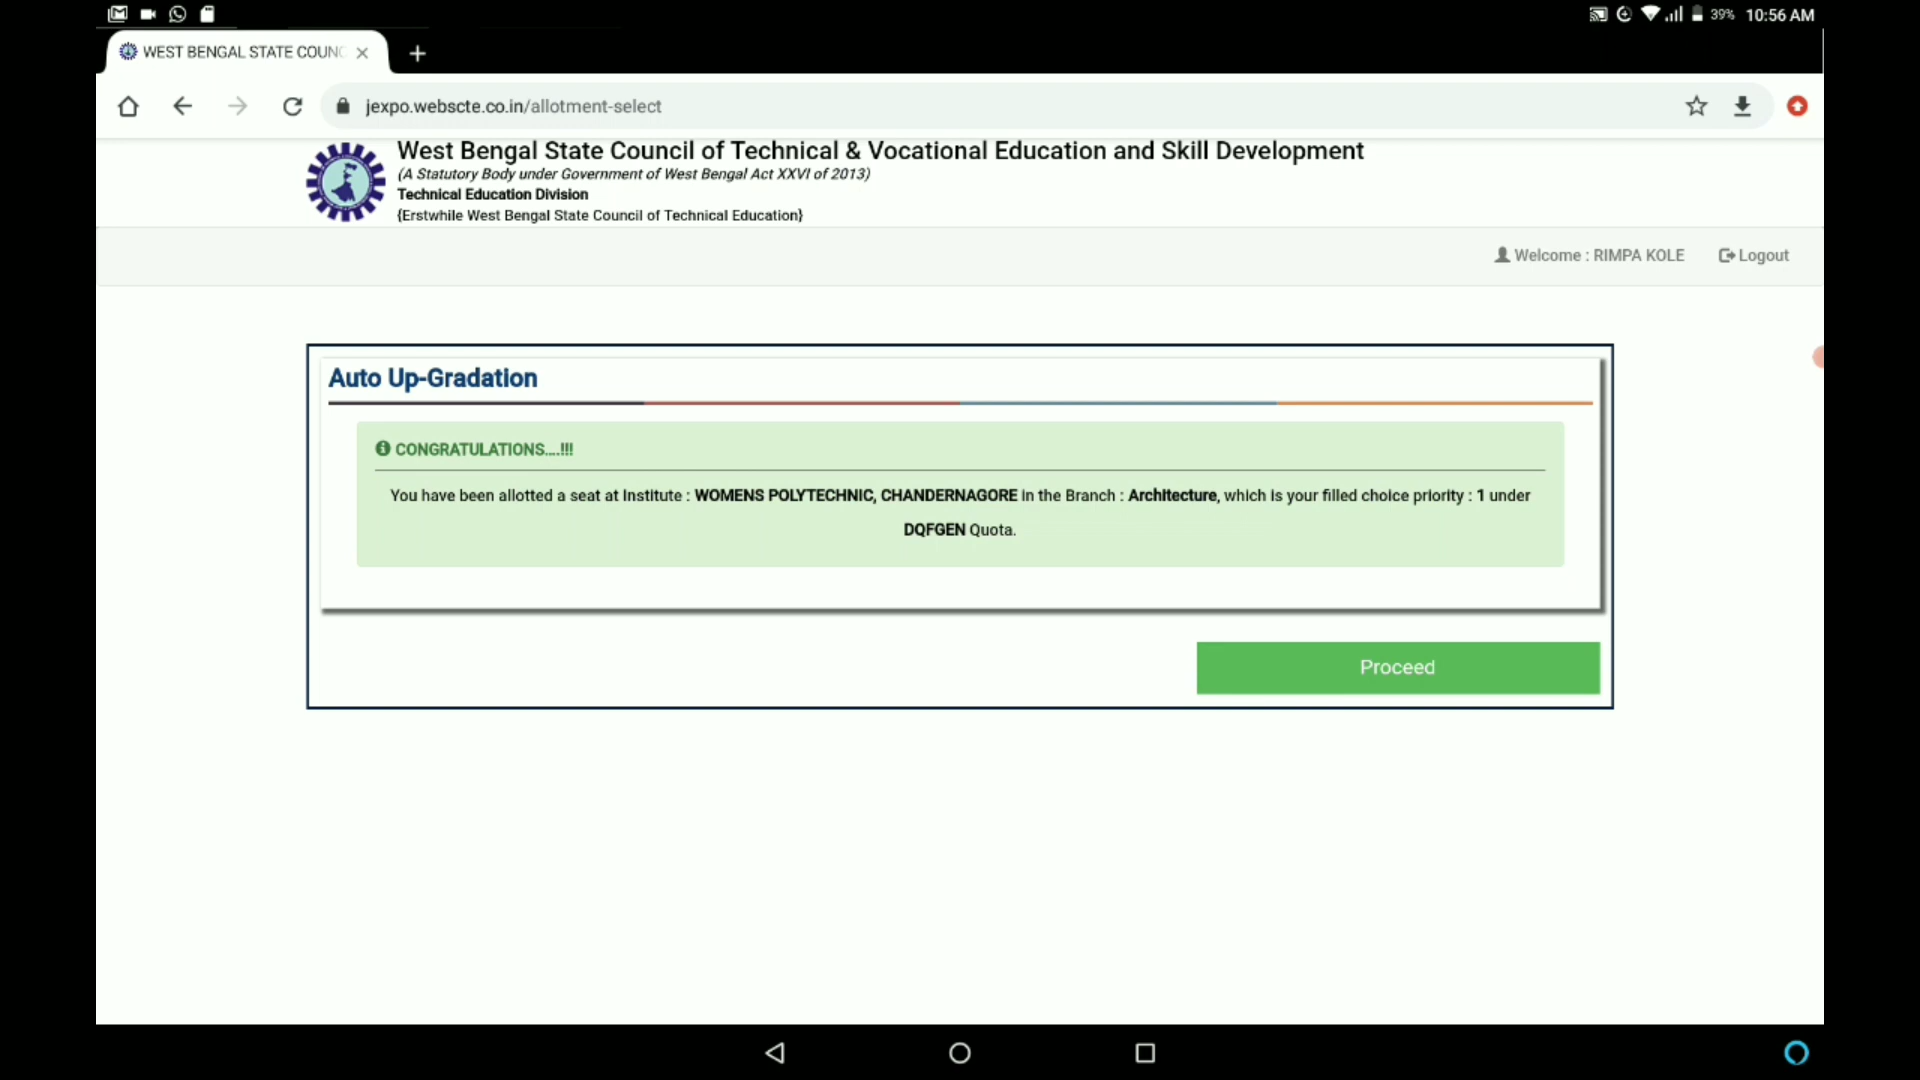 39% 10:56 AM
WEST BENGAL STATE COUNC
jexpo.webscte.co.in/allotment-select
West Bengal State Council of Technical & Vocational Education and Skill Development
(A Statutory Body under Government of West Bengal Act XXVI of 2013)
Technical Education Division
{Erstwhile West Bengal State Council of Technical Education}
Welcome : RIMPA KOLE Logout
Auto Up-Gradation
CONGRATULATIONS....!!!
You have been allotted a seat at Institute : WOMENS POLYTECHNIC, CHANDERNAGORE in the Branch : Architecture, which is your filled choice priority : 1 under
DQFGEN Quota.
Proceed